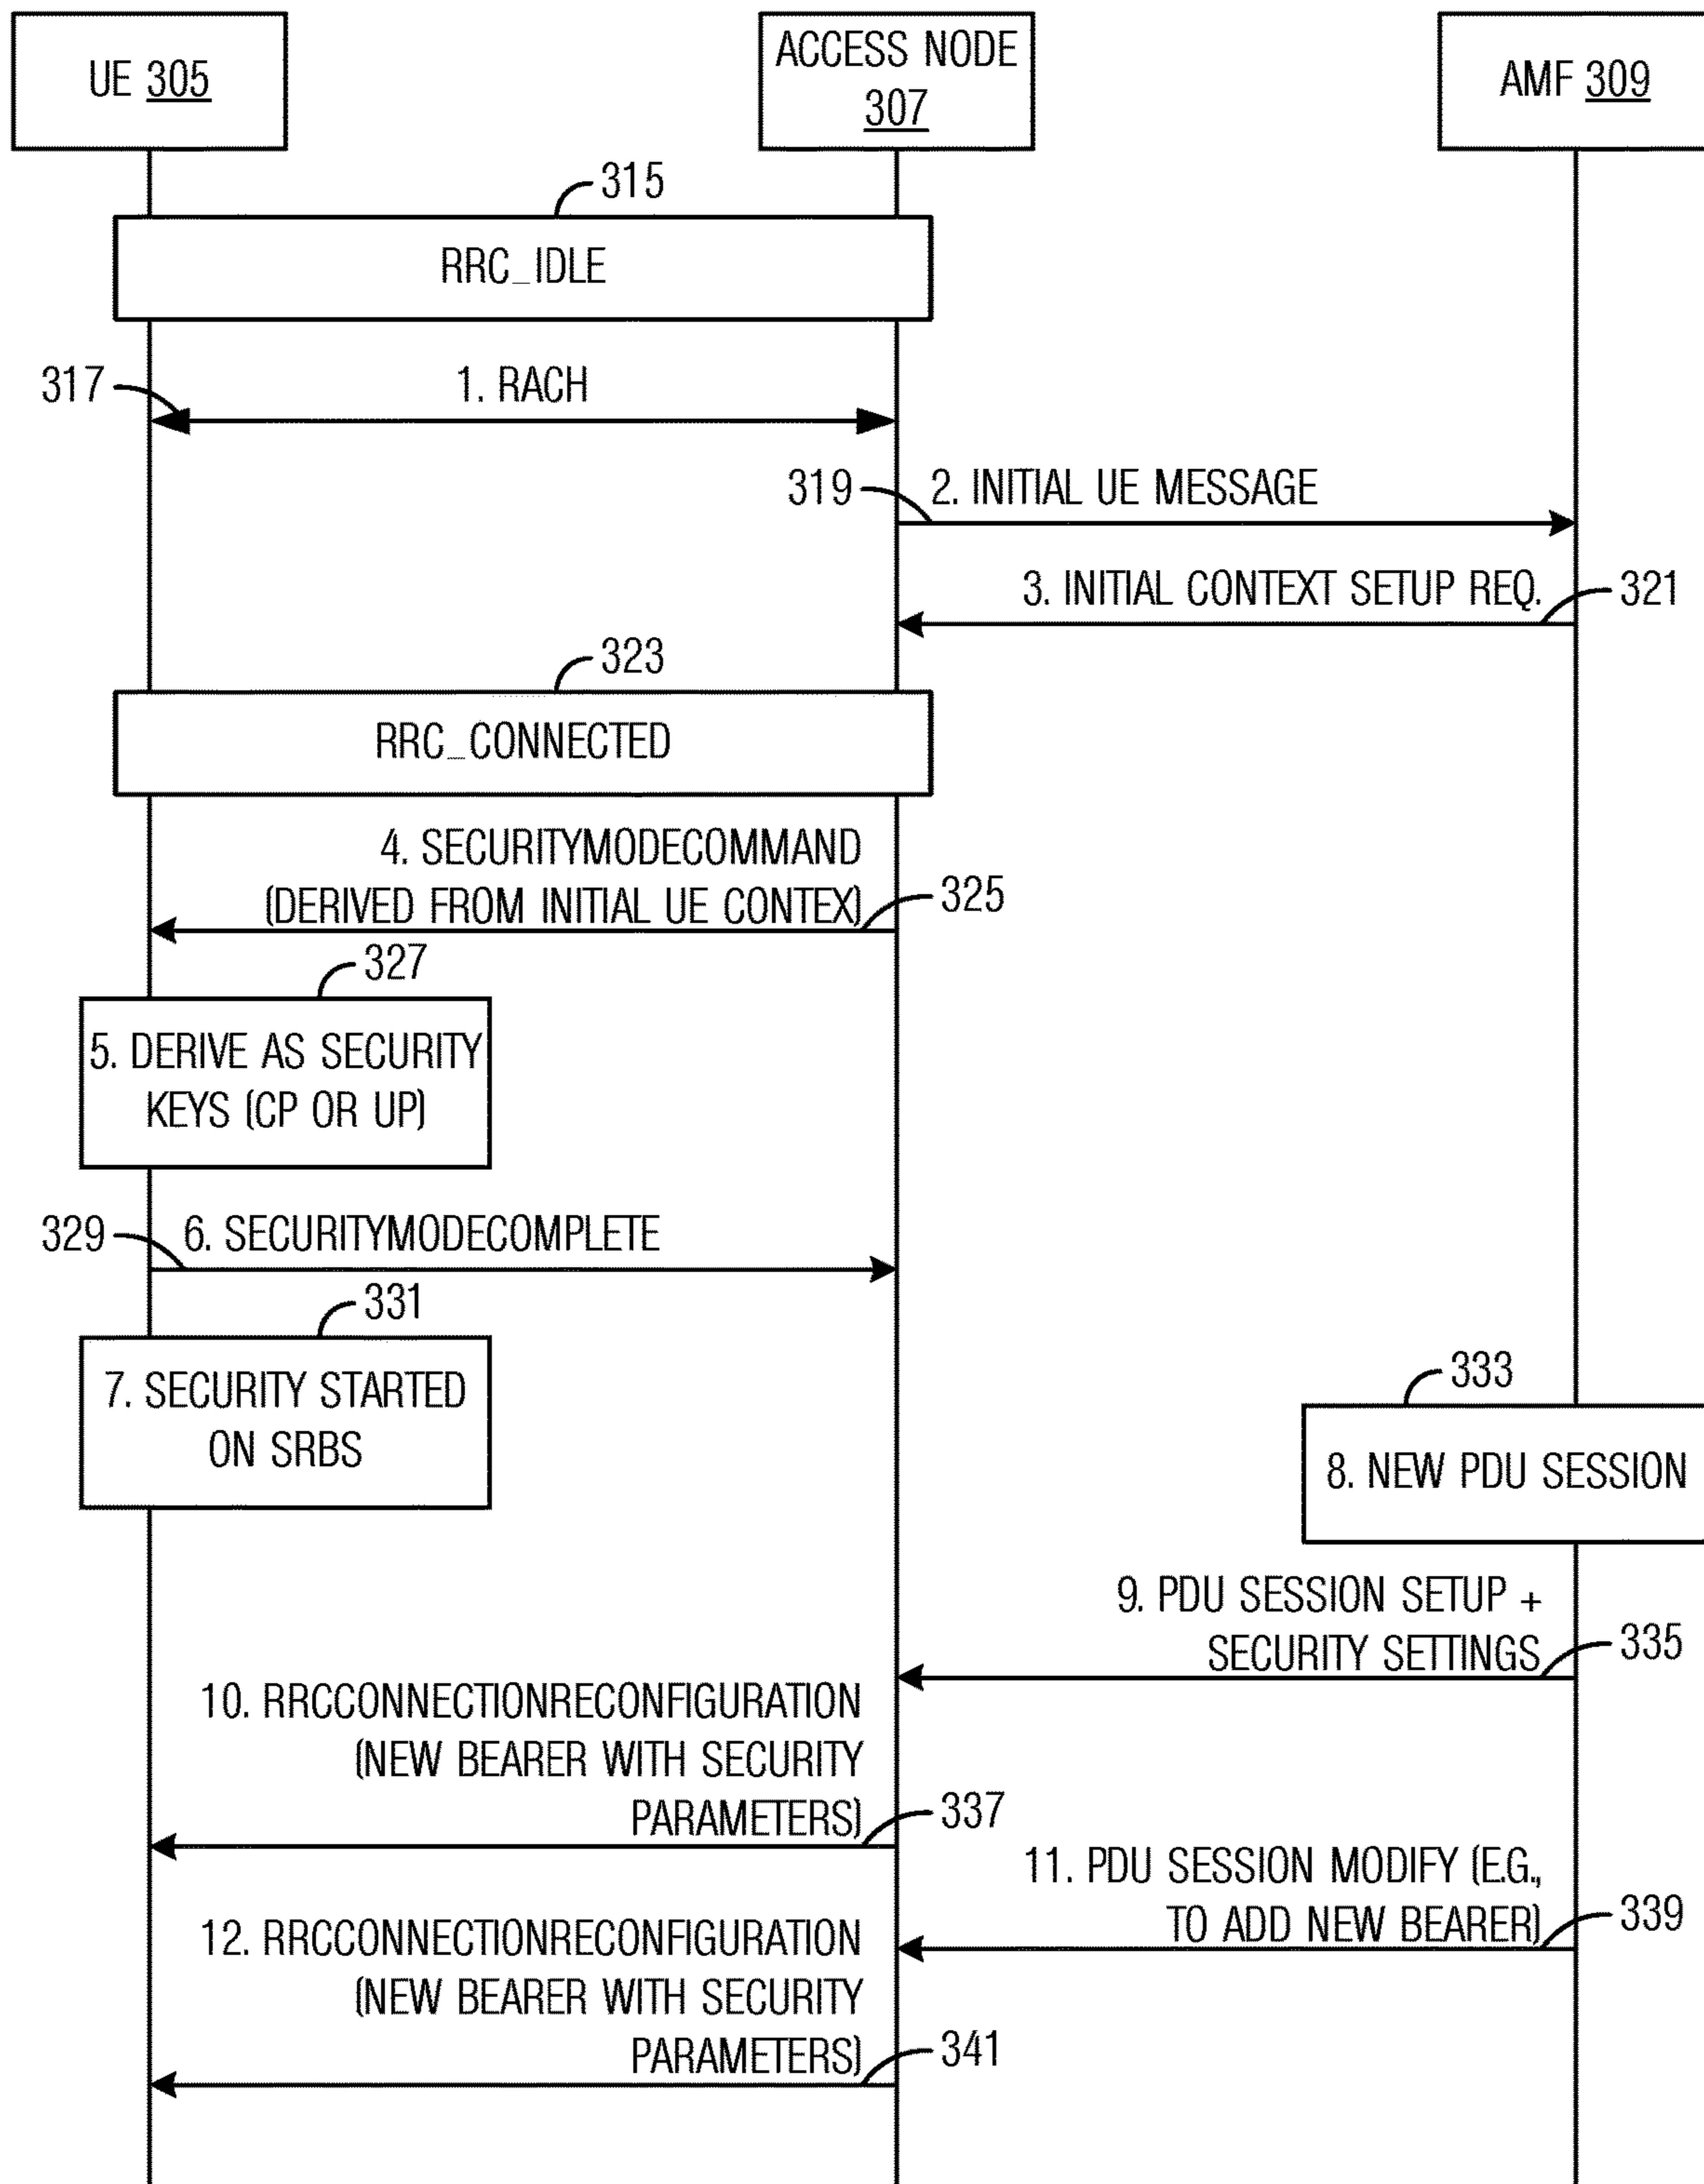 UE 305
ACCESS NODE
307
AMF 309
315
RRC_IDLE
317
1. RACH
319
2. INITIAL UE MESSAGE
3. INITIAL CONTEXT SETUP REQ.
321
323
RRC_CONNECTED
4. SECURITYMODECOMMAND
(DERIVED FROM INITIAL UE CONTEX)
325
327
5. DERIVE AS SECURITY
KEYS (CP OR UP)
329
6. SECURITYMODECOMPLETE
331
7. SECURITY STARTED
ON SRBS
333
8. NEW PDU SESSION
9. PDU SESSION SETUP +
SECURITY SETTINGS
335
10. RRCCONNECTIONRECONFIGURATION
(NEW BEARER WITH SECURITY
PARAMETERS)
337
11. PDU SESSION MODIFY (E.G.,
TO ADD NEW BEARER)
339
12. RRCCONNECTIONRECONFIGURATION
(NEW BEARER WITH SECURITY
PARAMETERS)
341